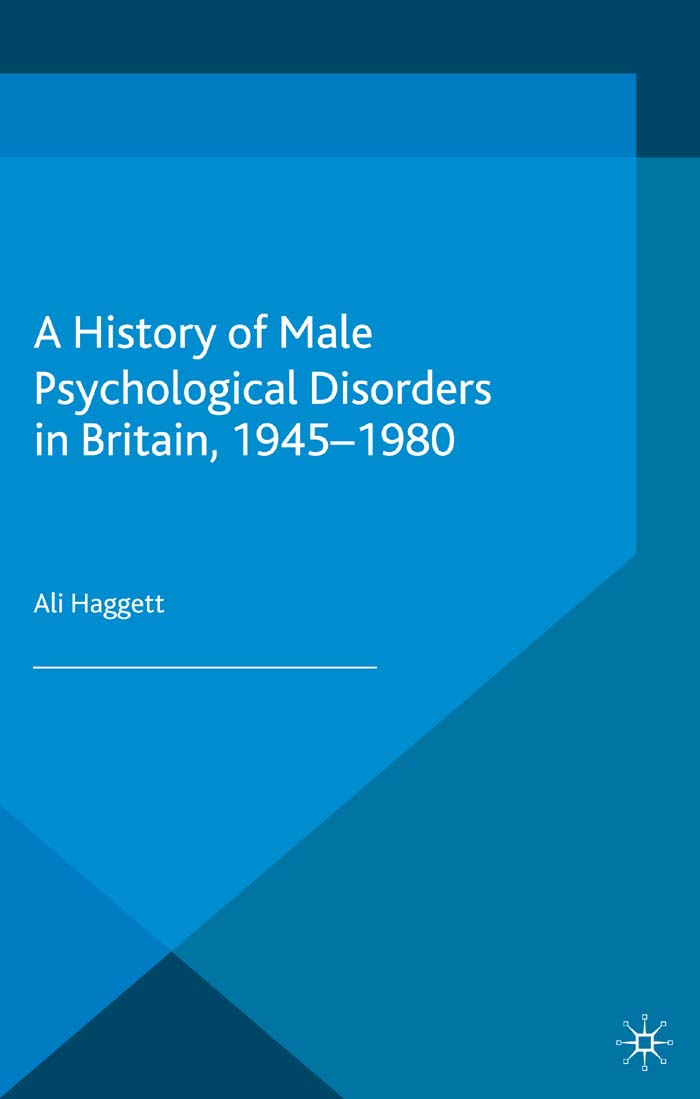 A History of Male
Psychological Disorders
in Britain, 1945–1980
Ali Haggett